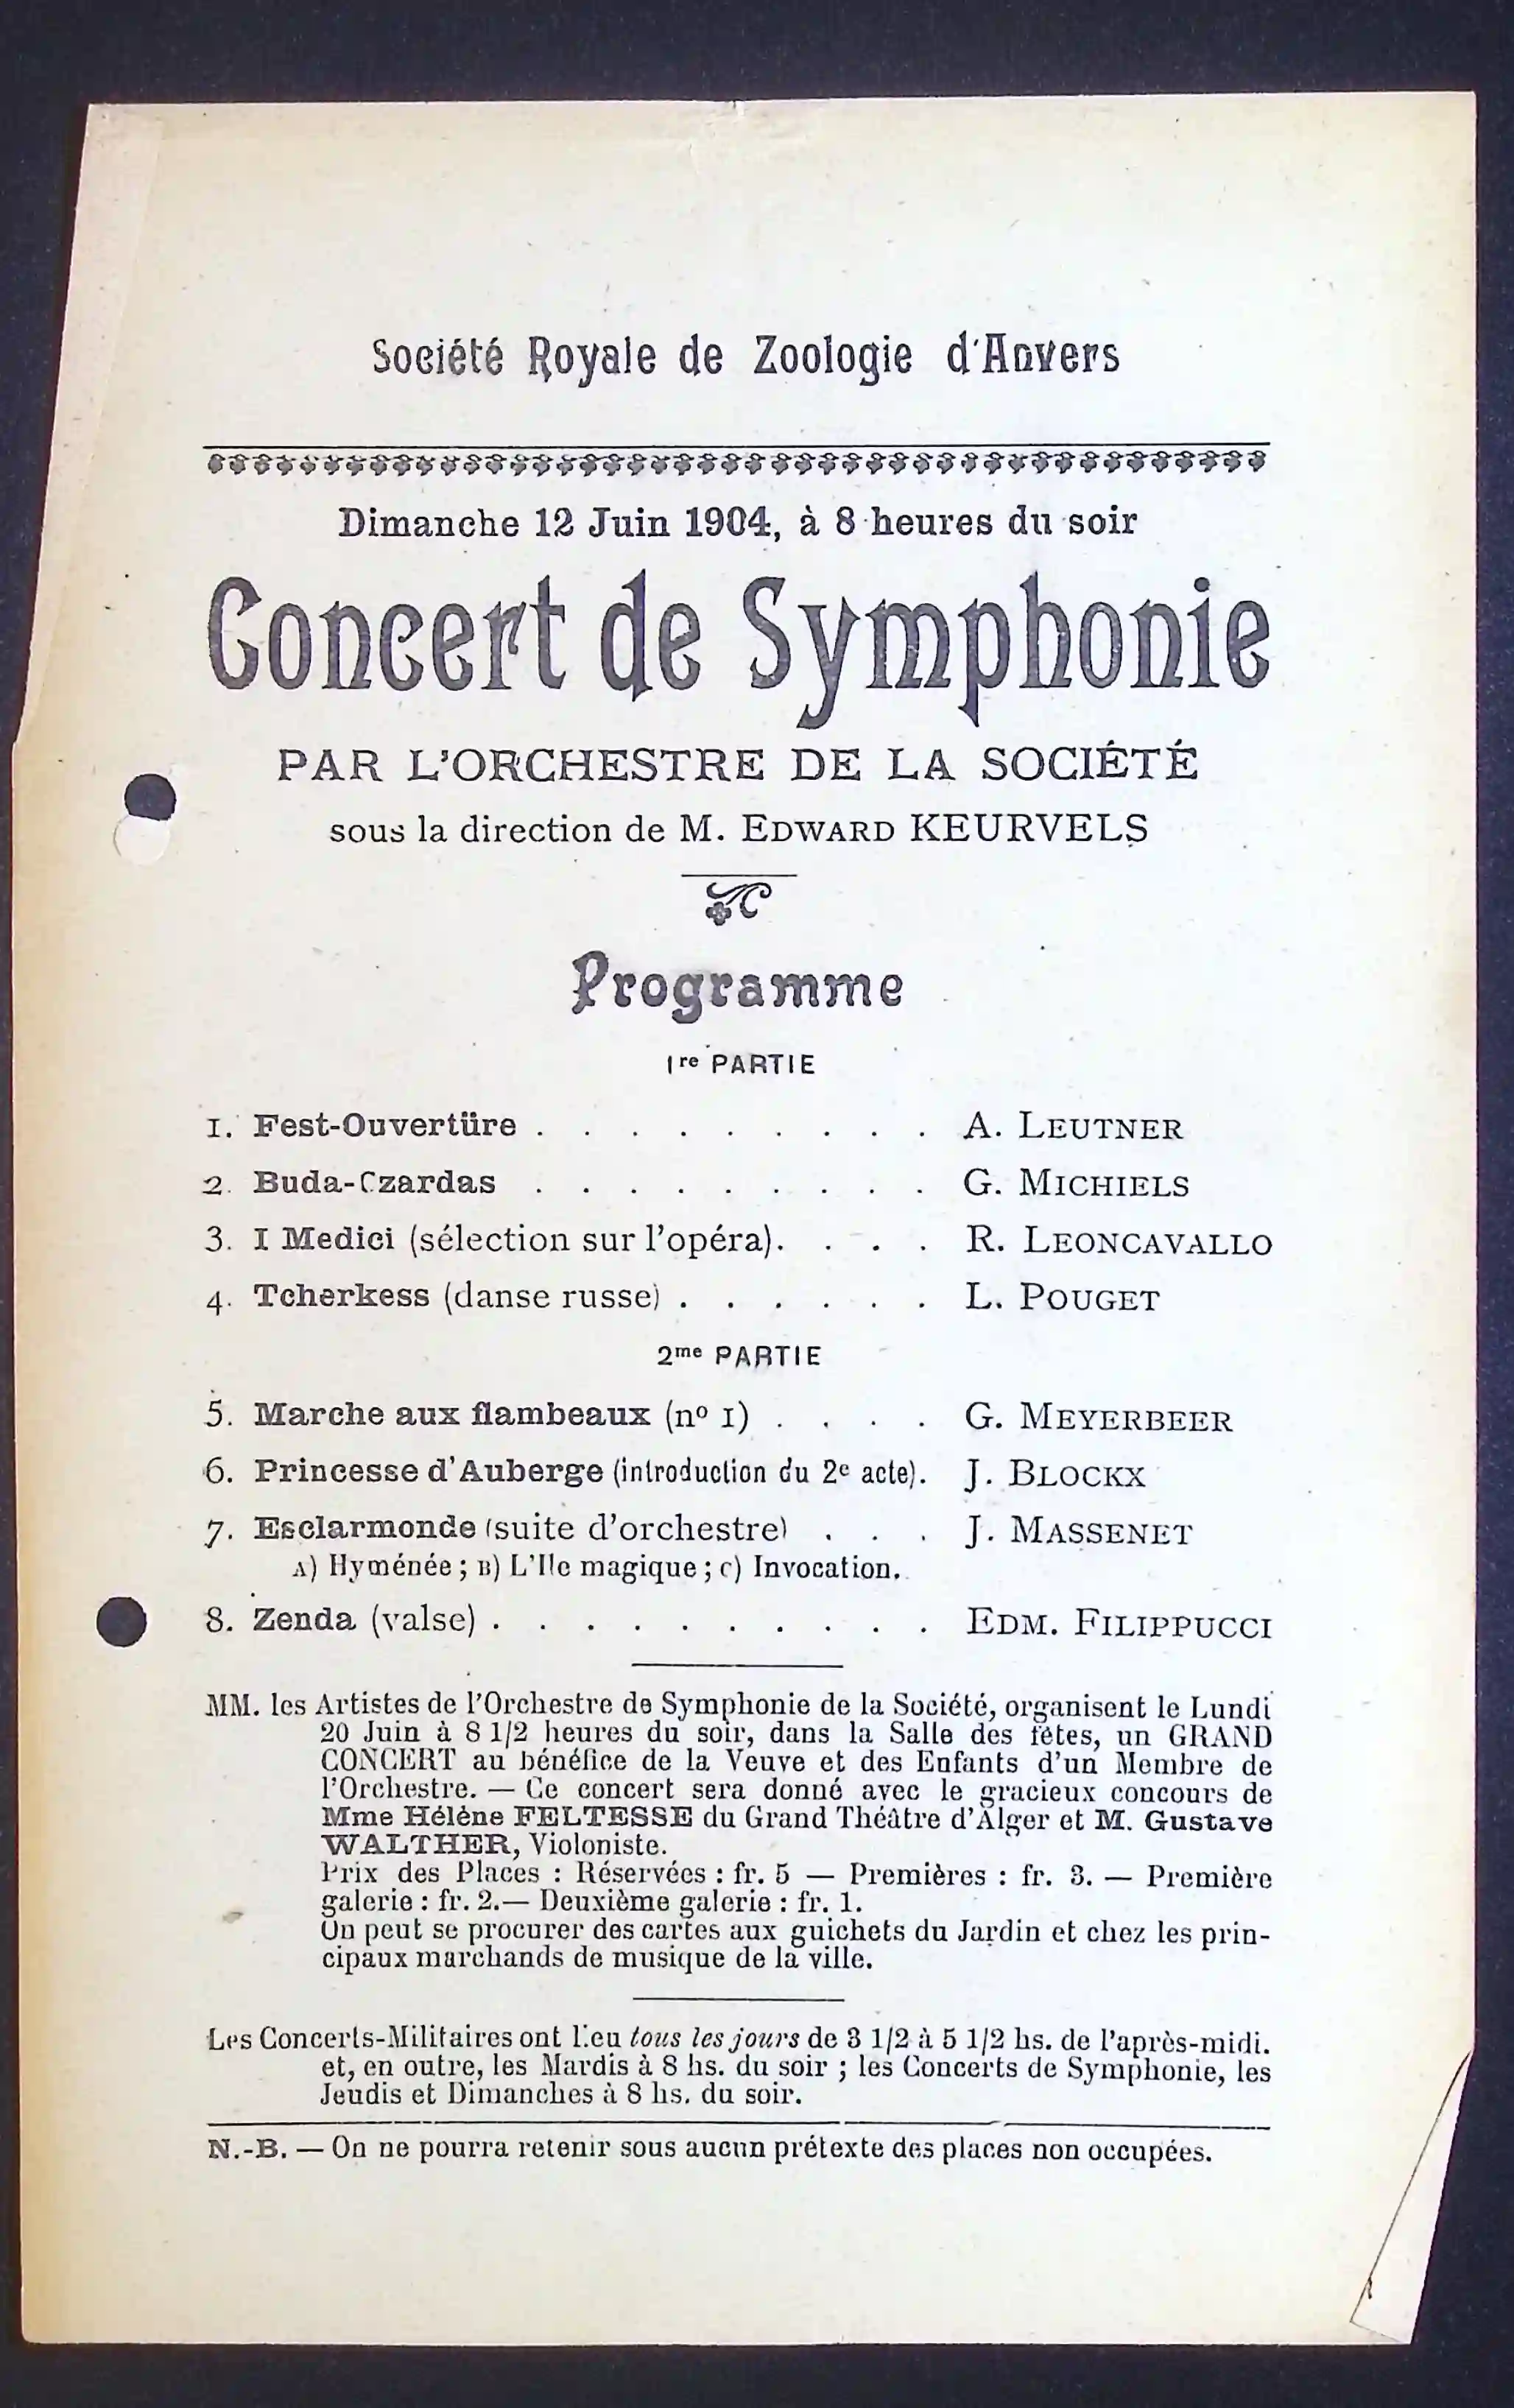 Société Royale de Zoologie d'Anvers
Dimanche 12 Juin 1904, à 8 heures du soir
Concert de Symphonie
PAR L'ORCHESTRE DE LA SOCIÉTÉ
sous la direction de M. EDWARD KEURVELS
Programme
1re PARTIE
1. Fest-Ouvertüre . . . . . . . . . A. LEUTNER
2. Buda-Czardas . . . . . . . . . G. MICHIELS
3. I Medici (sélection sur l'opéra). . . . R. LEONCAVALLO
4. Tcherkess (danse russe) . . . . . . L. POUGET
2me PARTIE
5. Marche aux flambeaux (no 1) . . . . G. MEYERBEER
6. Princesse d'Auberge (introduction du 2e acte). J. BLOCKX
7. Esclarmonde (suite d'orchestre) . . . J. MASSENET
A) Hyménée ; B) L'Ile magique ; C) Invocation.
8. Zenda (valse) . . . . . . . . . . EDM. FILIPPUCCI
MM. les Artistes de l'Orchestre de Symphonie de la Société, organisent le Lundi
20 Juin à 8 1/2 heures du soir, dans la Salle des fêtes, un GRAND
CONCERT au bénéfice de la Veuve et des Enfants d'un Membre de
l'Orchestre. — Ce concert sera donné avec le gracieux concours de
Mme Hélène FELTESSE du Grand Théâtre d'Alger et M. Gustave
WALTHER, Violoniste.
Prix des Places : Réservées : fr. 5 — Premières : fr. 3. — Première
galerie : fr. 2.— Deuxième galerie : fr. 1.
On peut se procurer des cartes aux guichets du Jardin et chez les prin-
cipaux marchands de musique de la ville.
Les Concerts-Militaires ont lieu tous les jours de 3 1/2 à 5 1/2 hs. de l'après-midi.
et, en outre, les Mardis à 8 hs. du soir ; les Concerts de Symphonie, les
Jeudis et Dimanches à 8 hs. du soir.
N.-B. — On ne pourra retenir sous aucun prétexte des places non occupées.